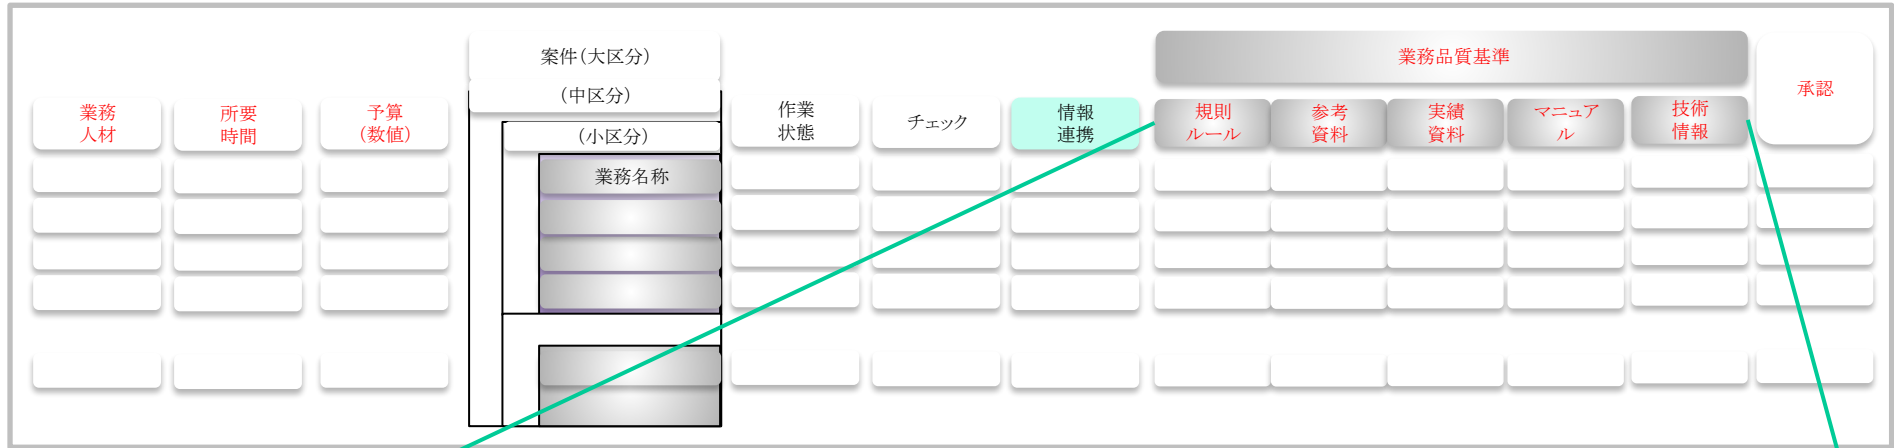 案件(大区分)
(中区分)
(小区分)
業務名称
業務
人材
所要
時間
予算
(数値)
作業
状態
チェック
情報
連携
業務品質基準
規則
ルール
参考
資料
実績
資料
マニュア
ル
技術
情報
承認